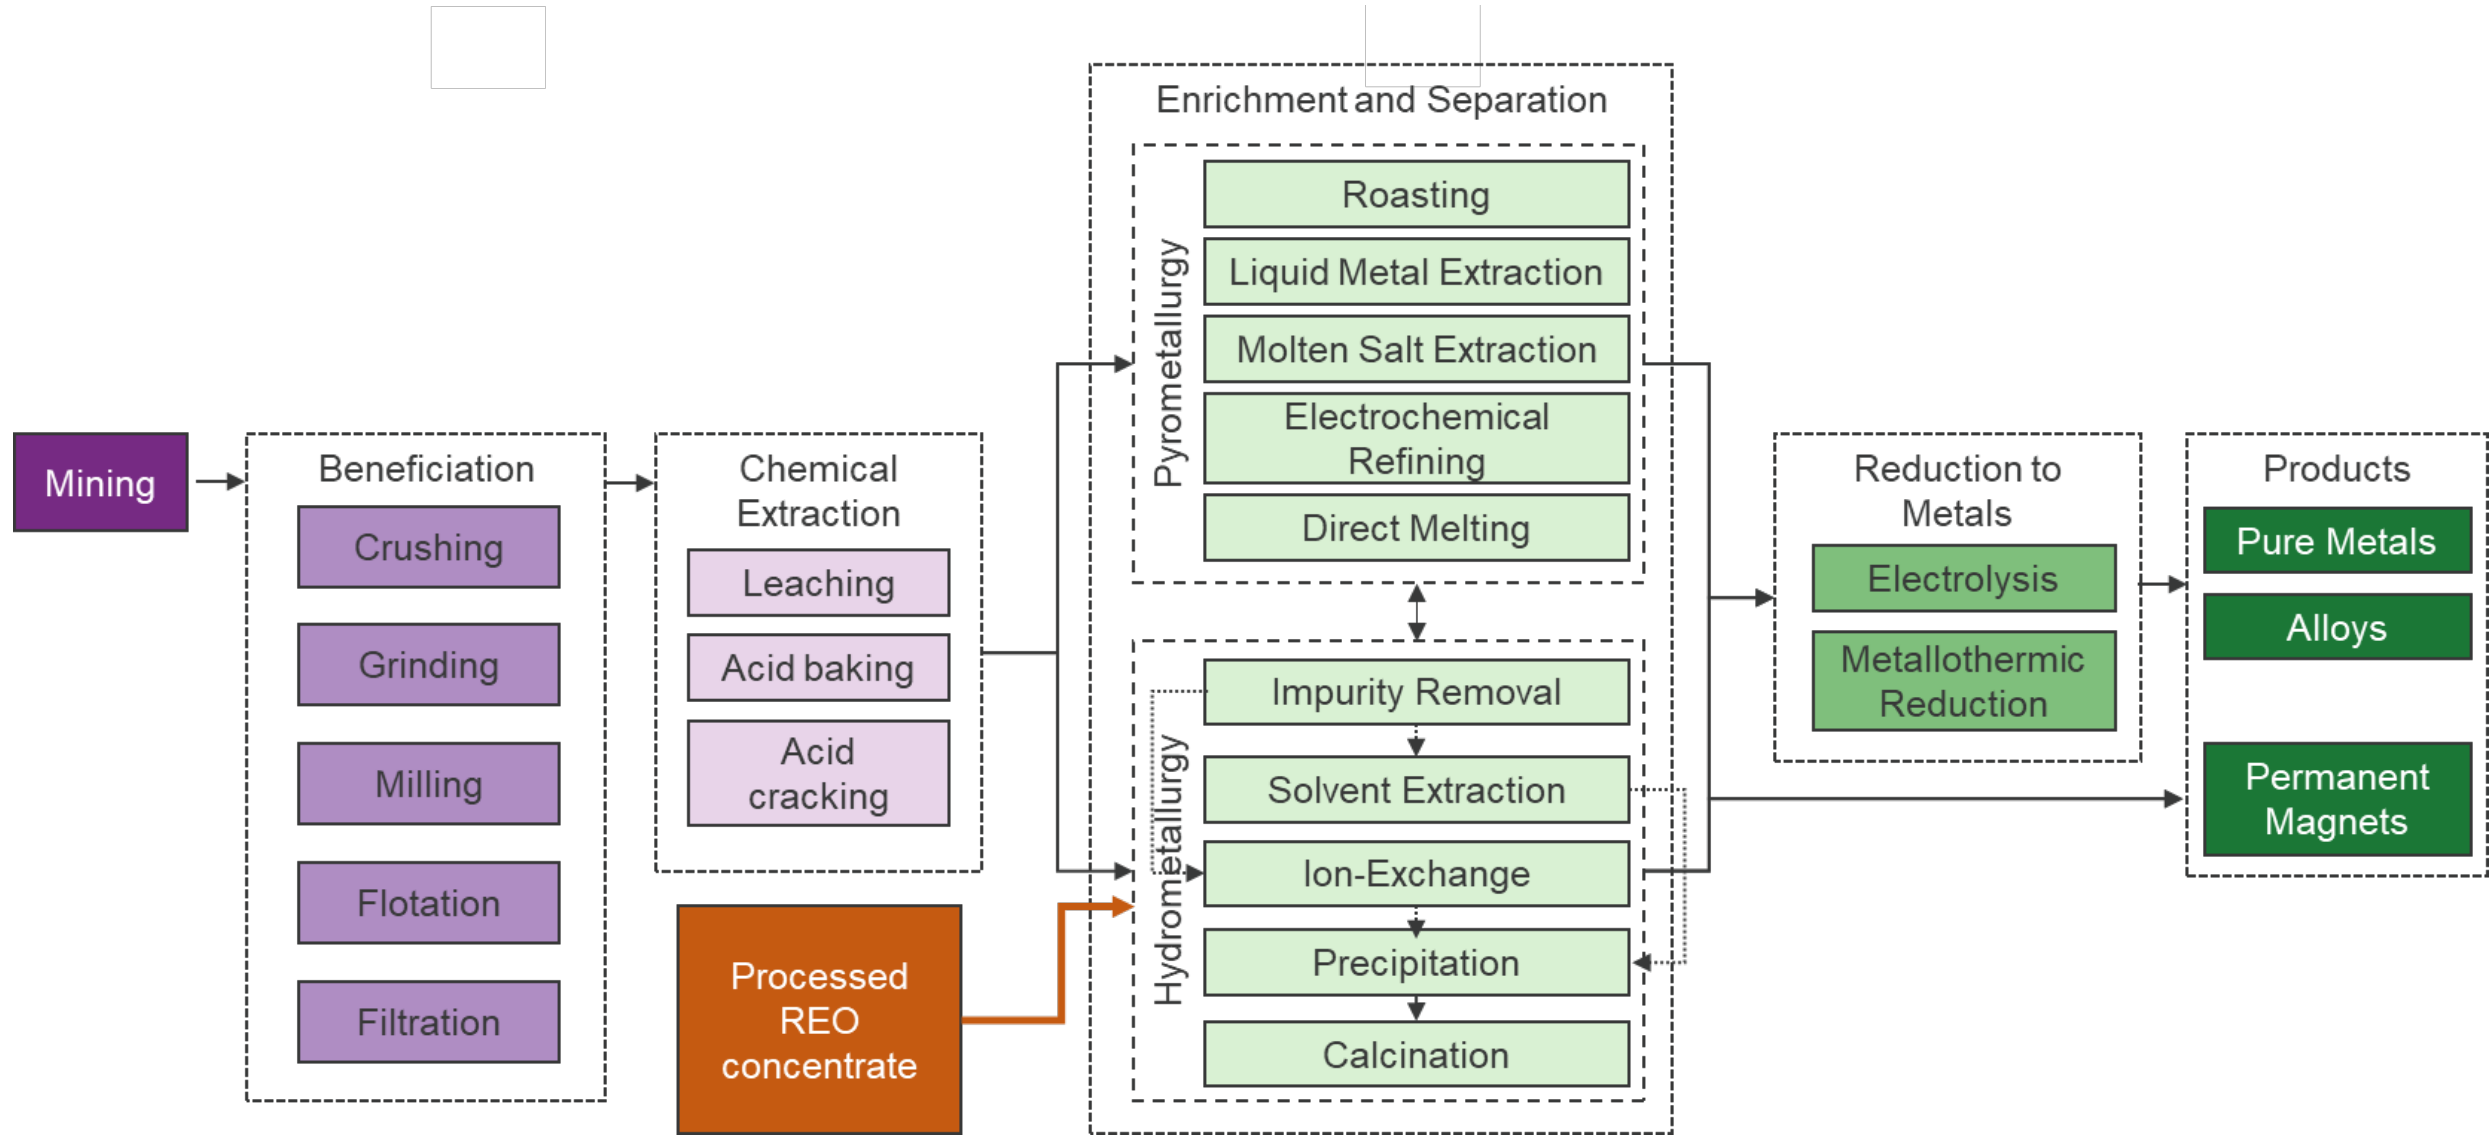 Mining
Beneficiation
Crushing
Grinding
Milling
Flotation
Filtration
Chemical
Extraction
Leaching
Acid baking
Acid
cracking
Processed
REO
concentrate
Enrichment and Separation
Pyrometallurgy
Roasting
Liquid Metal Extraction
Molten Salt Extraction
Electrochemical
Refining
Direct Melting
Hydrometallurgy
Impurity Removal
Solvent Extraction
Ion-Exchange
Precipitation
Calcination
Reduction to
Metals
Electrolysis
Metallothermic
Reduction
Products
Pure Metals
Alloys
Permanent
Magnets